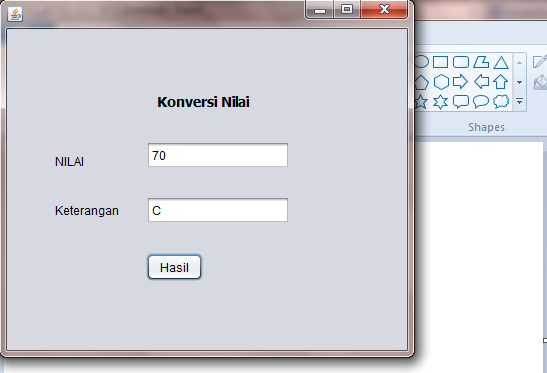 Konversi Nilai
NILAI
70
Keterangan
C
Hasil
Shapes